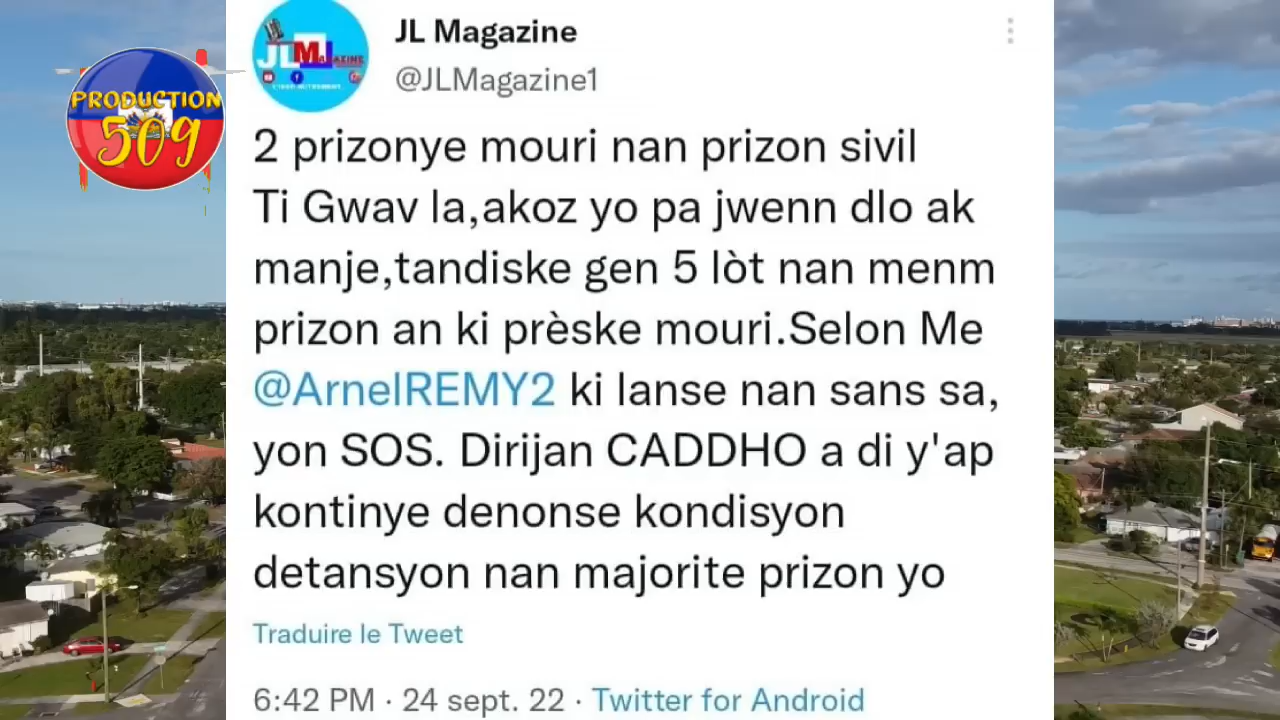 JL Magazine
@JLMagazine1
PRODUCTION
509
JLMAGAZINE
2 prizonye mouri nan prizon sivil
Ti Gwav la,akoz yo pa jwenn dlo ak
manje,tandiske gen 5 lòt nan menm
prizon an ki prèske mouri.Selon Me
@ArnelREMY2 ki lanse nan sans sa,
yon SOS. Dirijan CADDHO a di y'ap
kontinye denonse kondisyon
detansyon nan majorite prizon yo
Traduire le Tweet
6:42 PM · 24 sept. 22 · Twitter for Android